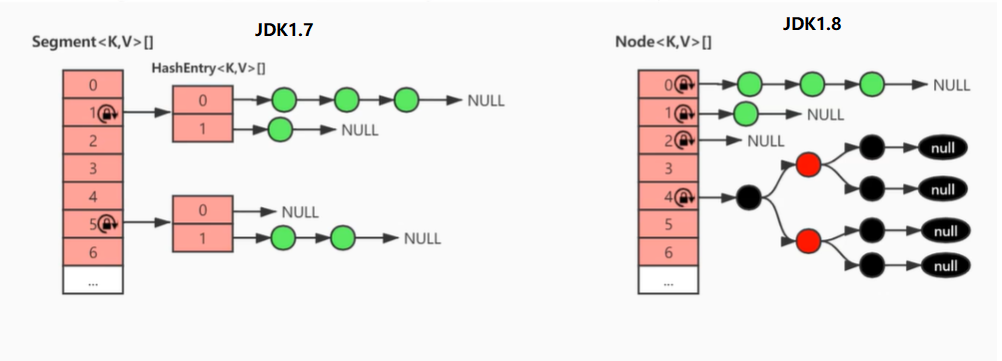 JDK1.7
Segment<K,V>[]
HashEntry<K,V>[]
0
1
2
3
4
5
6
...
0
1
NULL
NULL
0
1
NULL
NULL
JDK1.8
Node<K,V>[]
0
1
2
3
4
5
6
...
NULL
NULL
NULL
null
null
null
null